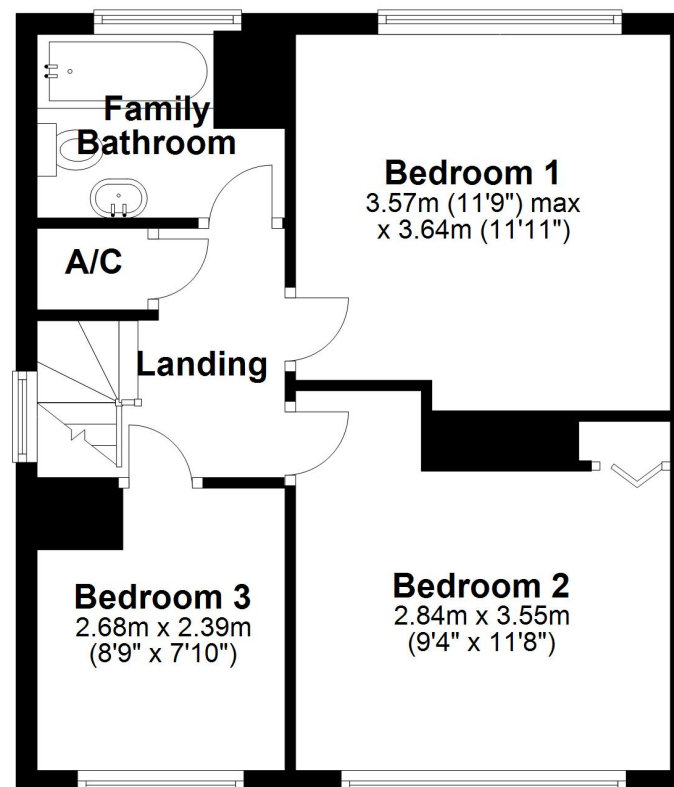 Family
Bathroom
Bedroom 1
3.57m (11'9") max
x 3.64m (11'11")
A/C
Landing
Bedroom 3
2.68m x 2.39m
(8'9" x 7'10")
Bedroom 2
2.84m x 3.55m
(9'4" x 11'8")